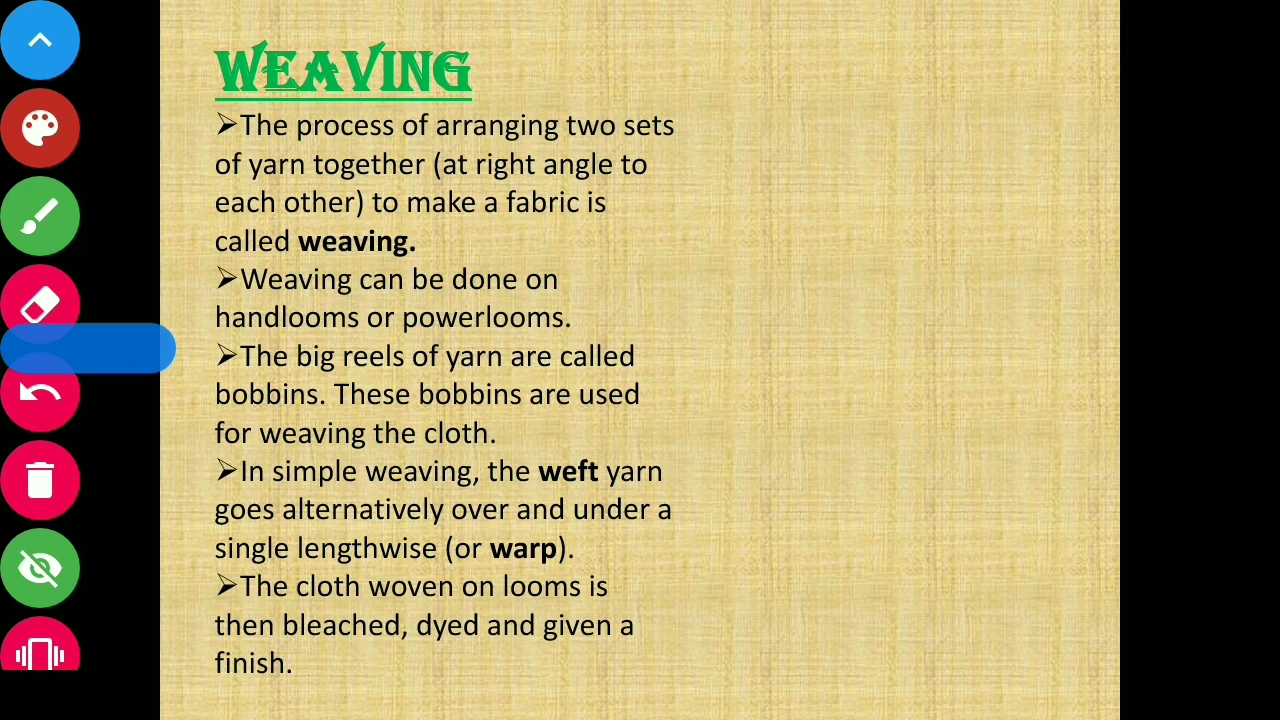 WEAVING
➢The process of arranging two sets
of yarn together (at right angle to
each other) to make a fabric is
called weaving.
➢Weaving can be done on
handlooms or powerlooms.
➢The big reels of yarn are called
bobbins. These bobbins are used
for weaving the cloth.
➢In simple weaving, the weft yarn
goes alternatively over and under a
single lengthwise (or warp).
➢The cloth woven on looms is
then bleached, dyed and given a
finish.